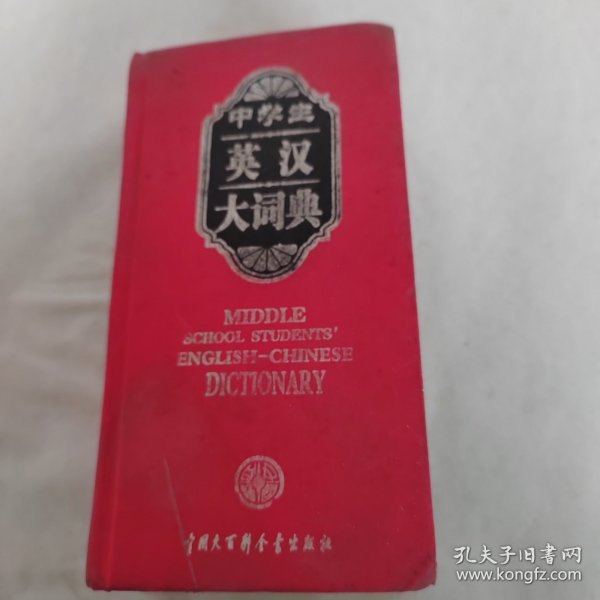 中学生
英汉
大词典
MIDDLE
SCHOOL STUDENTS'
ENGLISH-CHINESE
DICTIONARY
中国大百科全书出版社
孔夫子旧书网
www.kongfz.com